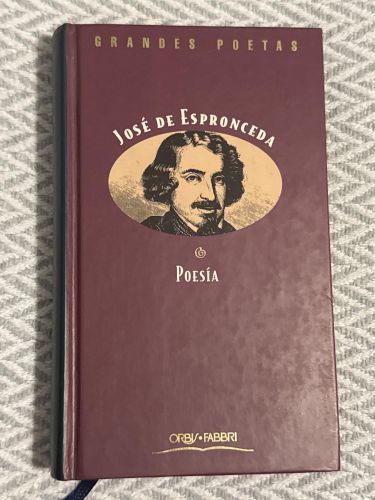 GRANDES POETAS
JOSÉ DE ESPRONCEDA
POESÍA
ORBIS • FABBRI